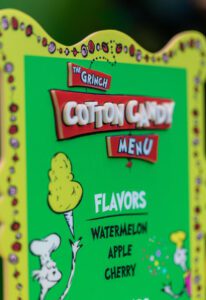 THE GRINCH
COTTON CANDY
MENU
FLAVORS
WATERMELON
APPLE
CHERRY